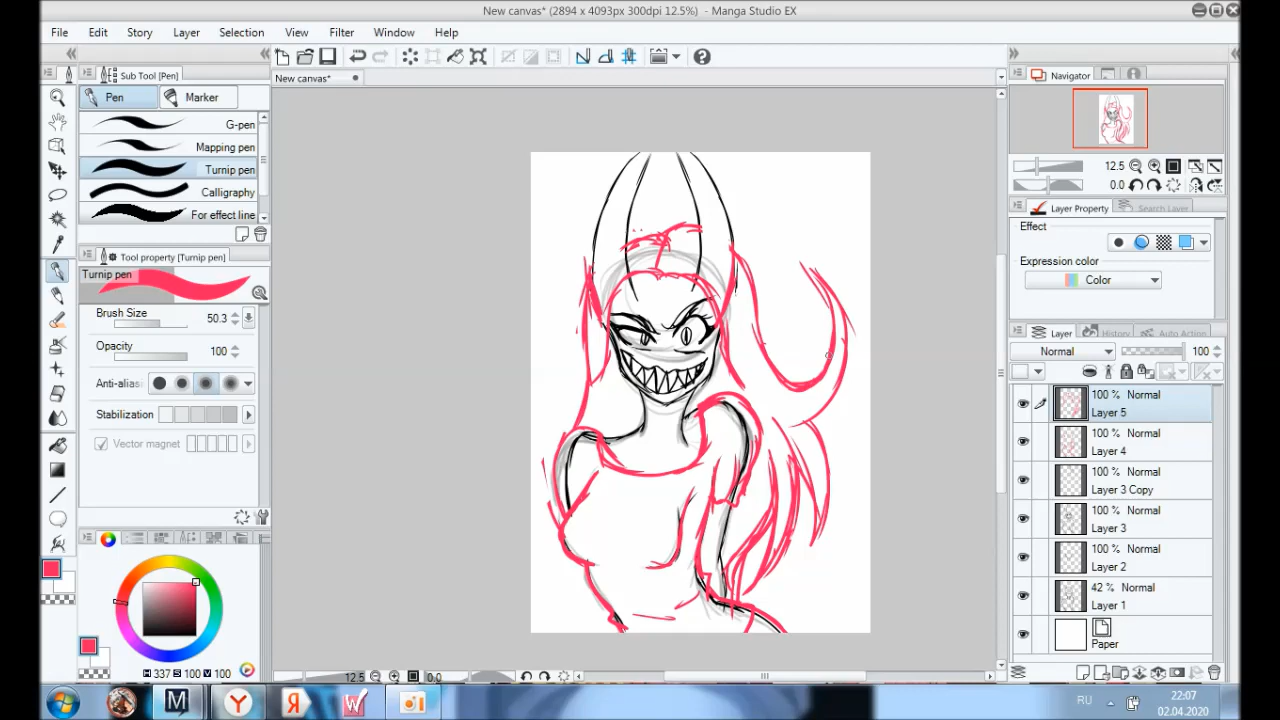 New canvas* (2894 x 4093px 300dpi 12.5%) - Manga Studio EX
File Edit Story Layer Selection View Filter Window Help
Sub Tool [Pen]
New canvas*
Navigator
Pen Marker
G-pen
Mapping pen
Turnip pen
Calligraphy
For effect line
12.5
0.0
Layer Property Search Layer
Effect
Expression color
Color
Tool property [Turnip pen]
Turnip pen
Brush Size 50.3
Opacity 100
Anti-alias
Stabilization
Vector magnet
Layer History Auto Action
Normal 100
100 % Normal
Layer 5
100 % Normal
Layer 4
100 % Normal
Layer 3 Copy
100 % Normal
Layer 3
100 % Normal
Layer 2
42 % Normal
Layer 1
Paper
H 337 S 100 V 100
12.5 0.0
RU
22:07
02.04.2020